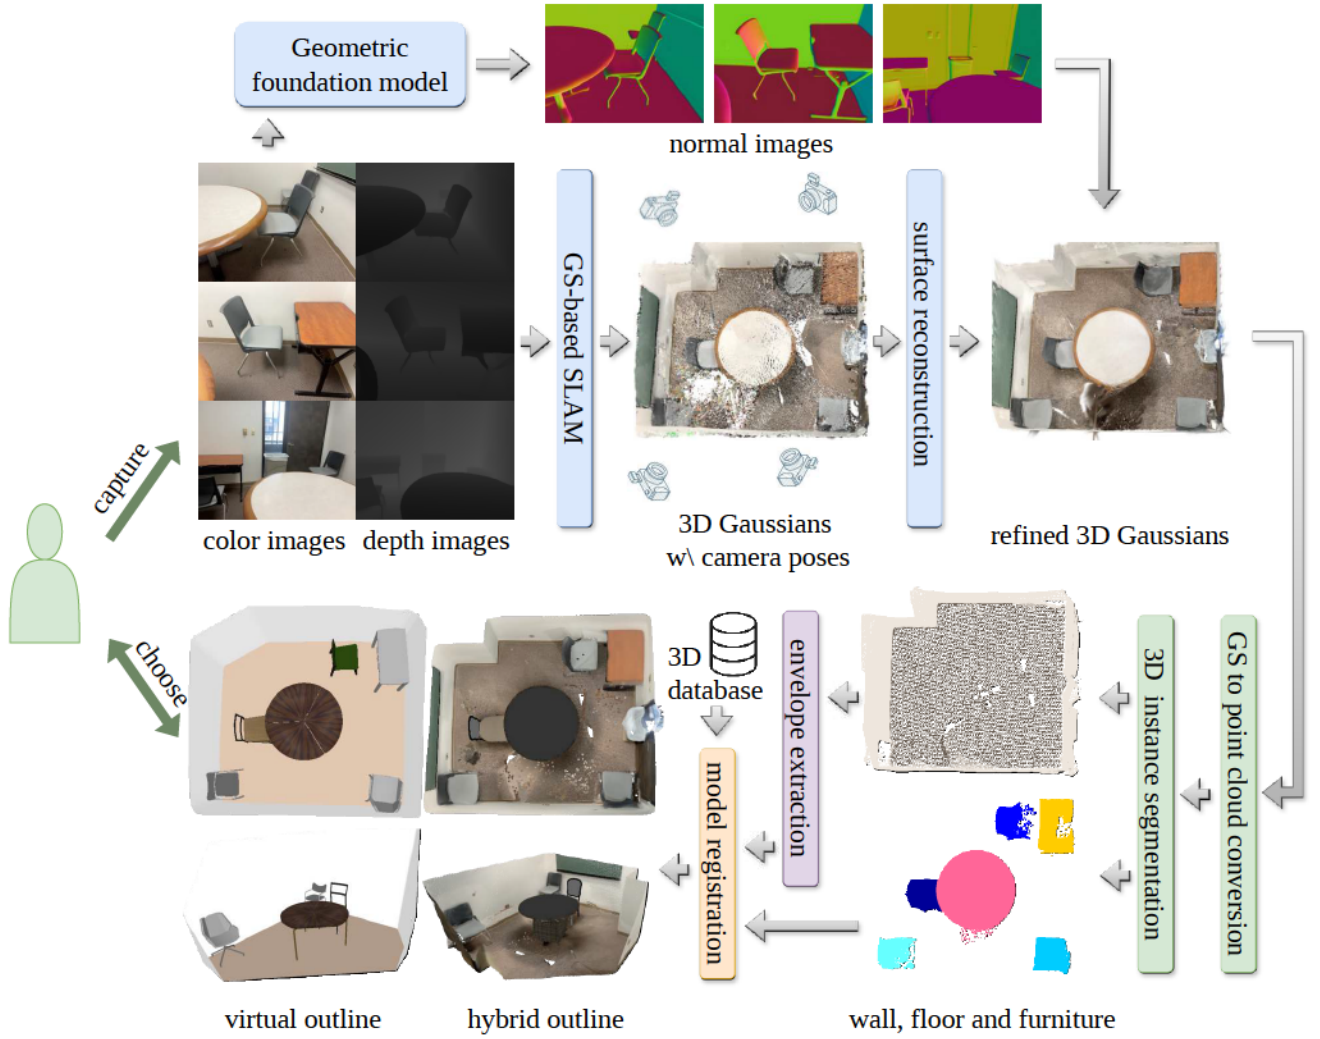 Geometric
foundation model
normal images
GS-based SLAM
surface reconstruction
capture
color images
depth images
3D Gaussians
w\ camera poses
refined 3D Gaussians
choose
3D
database
envelope extraction
model registration
3D instance segmentation
GS to point cloud conversion
virtual outline
hybrid outline
wall, floor and furniture